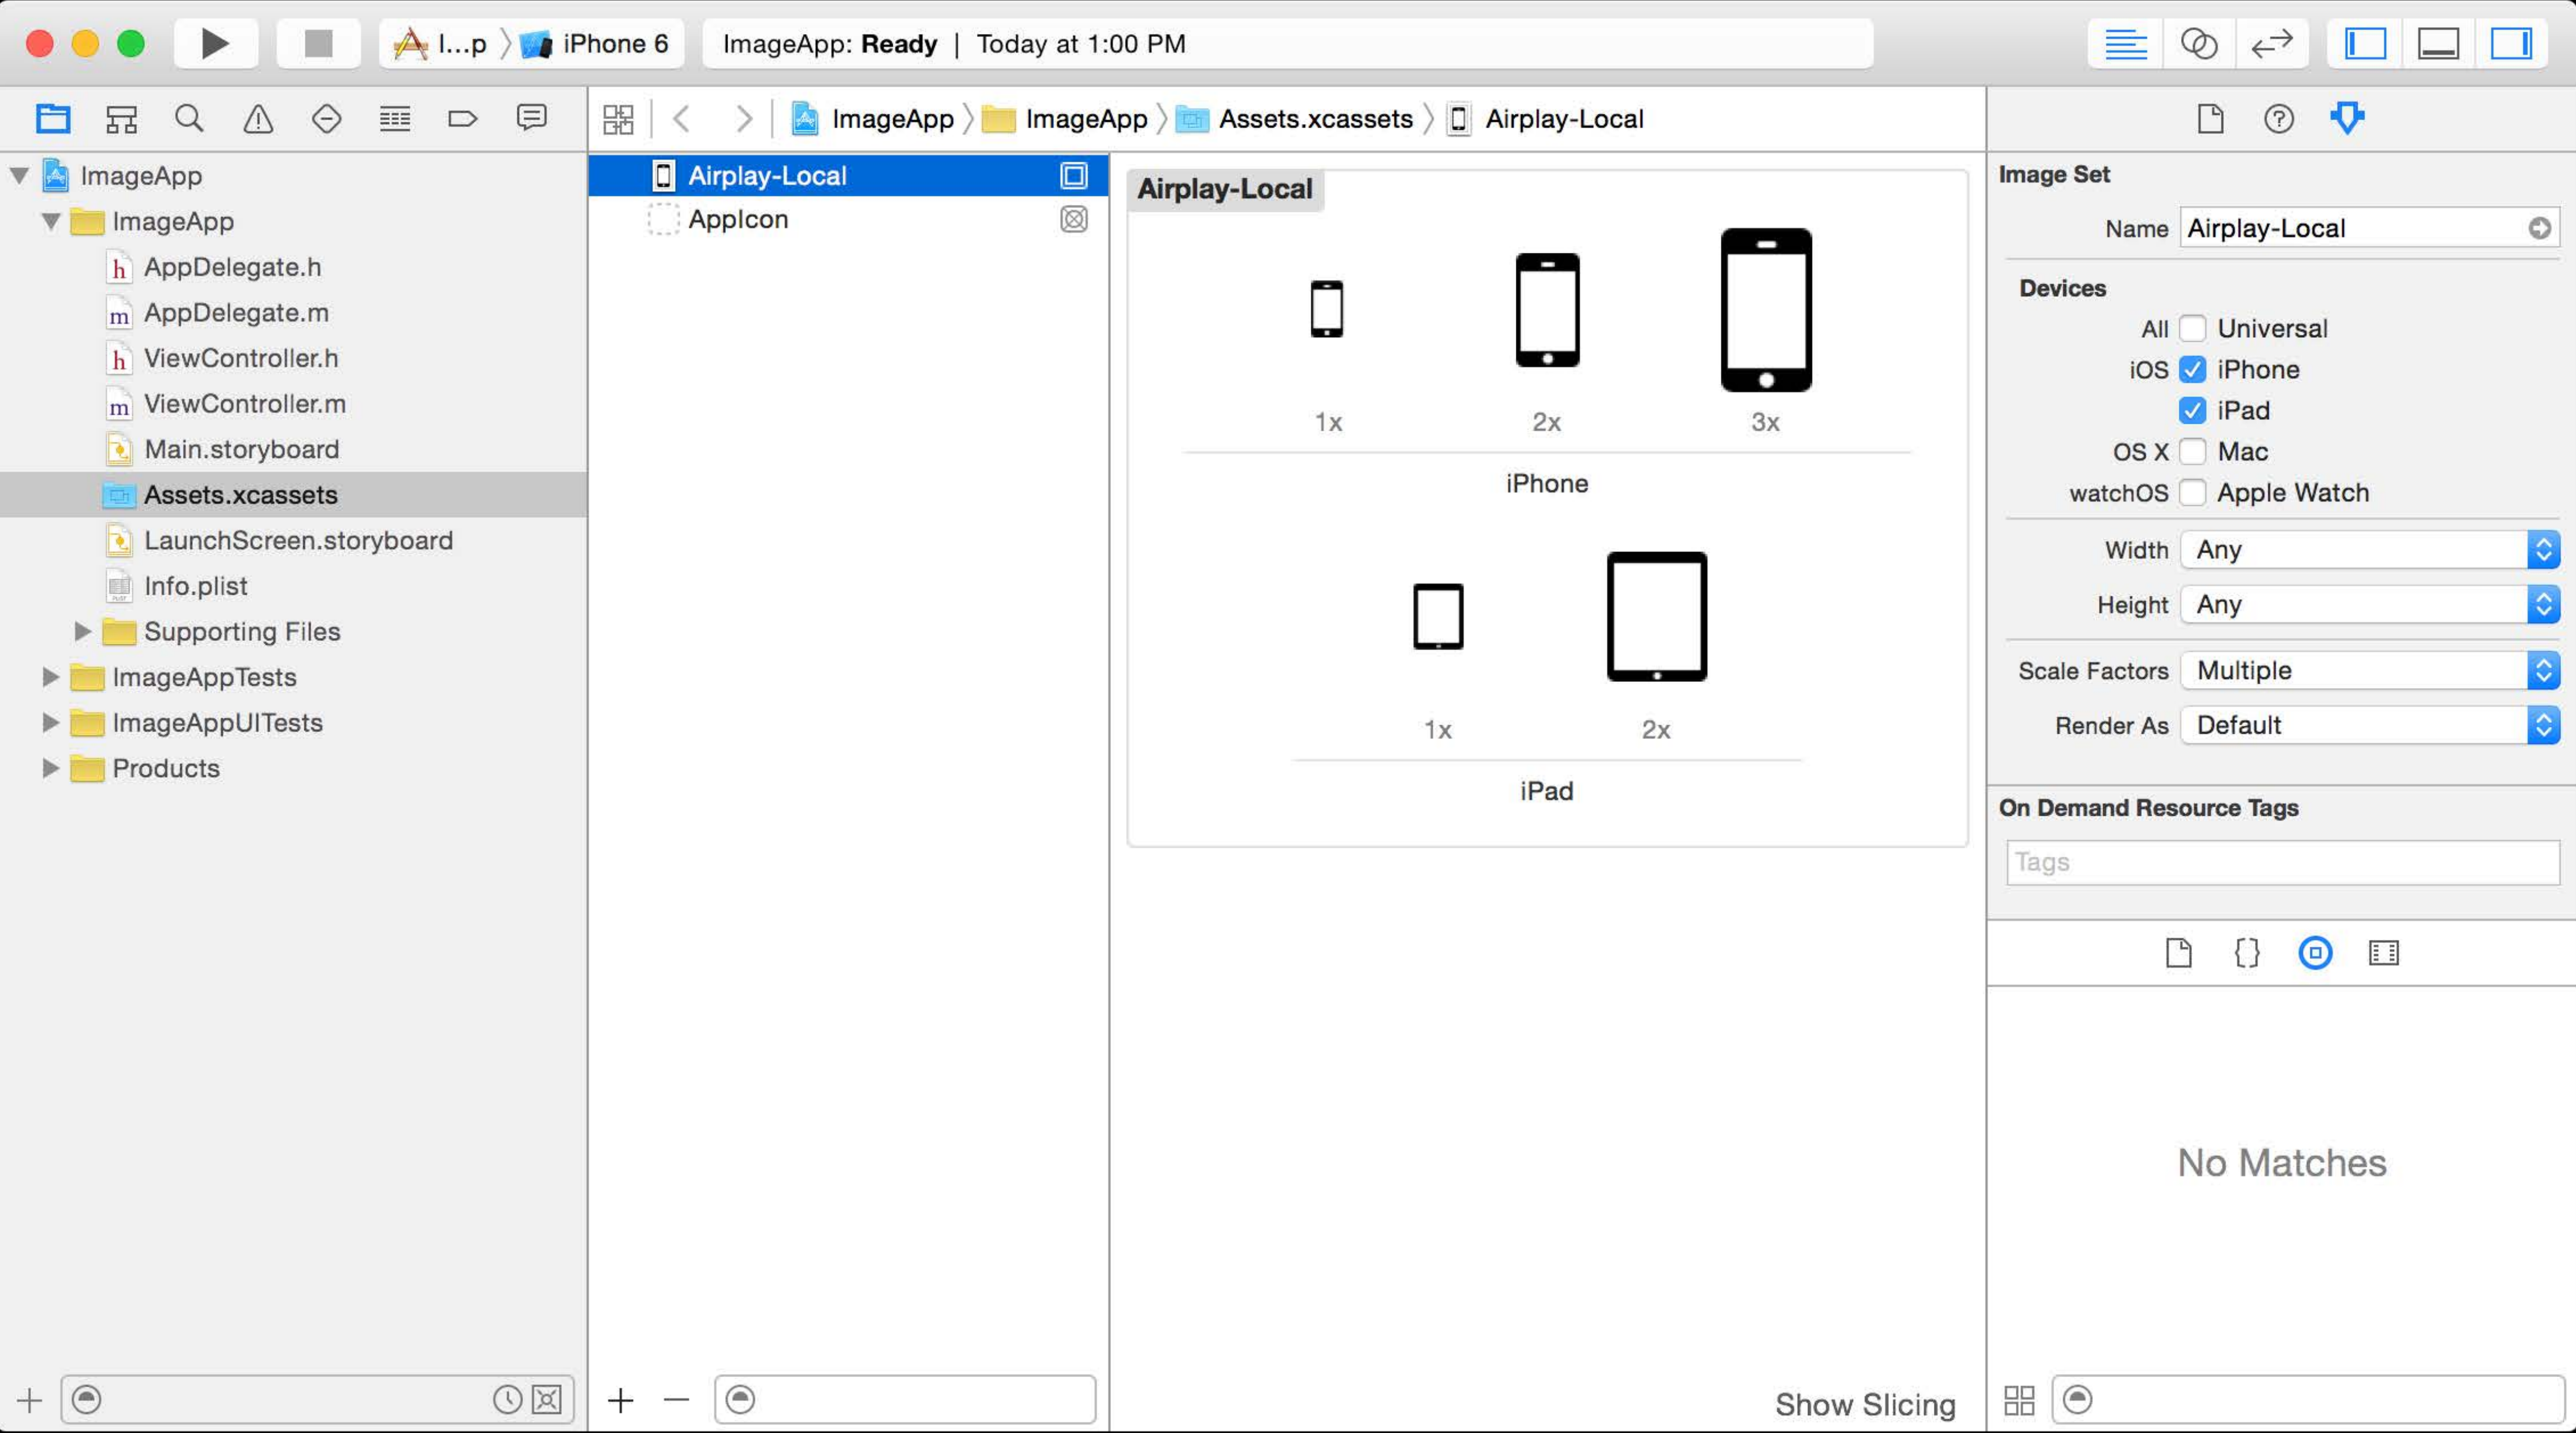 I...p iPhone 6 ImageApp: Ready | Today at 1:00 PM
ImageApp ImageApp Assets.xcassets Airplay-Local
ImageApp
ImageApp
h AppDelegate.h
m AppDelegate.m
h ViewController.h
m ViewController.m
Main.storyboard
Assets.xcassets
LaunchScreen.storyboard
Info.plist
Supporting Files
ImageAppTests
ImageAppUITests
Products
Airplay-Local
AppIcon
Airplay-Local
1x 2x 3x
iPhone
1x 2x
iPad
Show Slicing
Image Set
Name Airplay-Local
Devices
All Universal
iOS iPhone
iPad
OS X Mac
watchOS Apple Watch
Width Any
Height Any
Scale Factors Multiple
Render As Default
On Demand Resource Tags
Tags
{}
No Matches